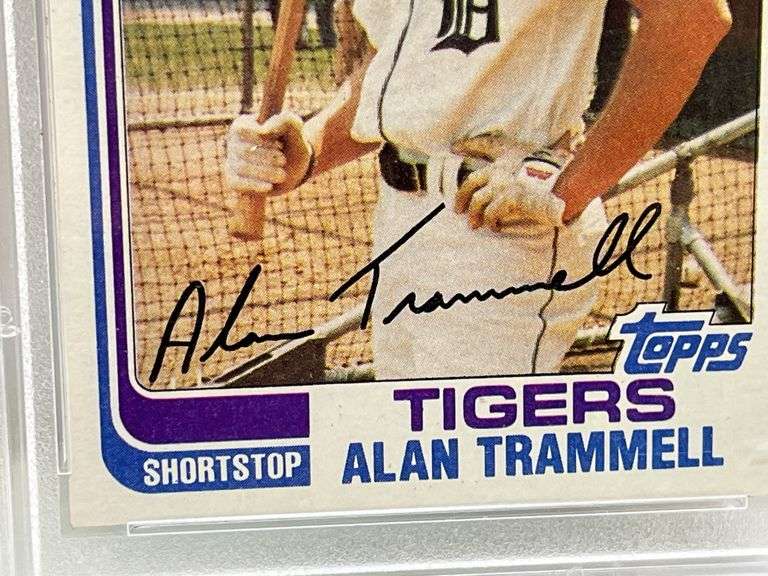 D
Alan Trammell
topps
TIGERS
SHORTSTOP
ALAN TRAMMELL